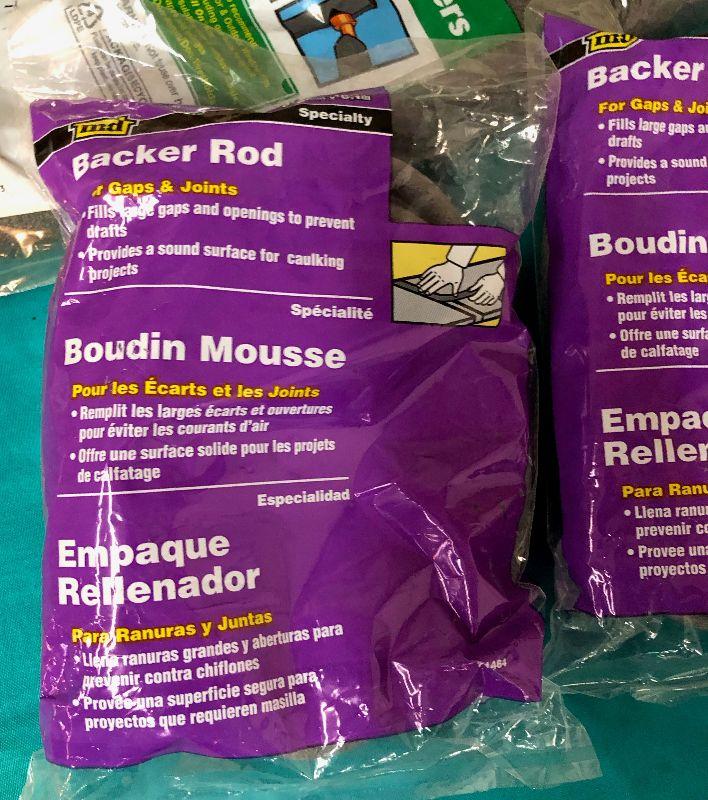 ers
md
Specialty
Backer Rod
Gaps & Joints
• Fills large gaps and openings to prevent
drafts
• Provides a sound surface for caulking
projects
Spécialité
Boudin Mousse
Pour les Écarts et les Joints
• Remplit les larges écarts et ouvertures
pour éviter les courants d'air
• Offre une surface solide pour les projets
de calfatage
Especialidad
Empaque
Rellenador
Para Ranuras y Juntas
• Llena ranuras grandes y aberturas para
prevenir contra chiflones
• Provee una superficie segura para
proyectos que requieren masilla
1464
md
Backer
For Gaps & Joi
• Fills large gaps a
drafts
• Provides a sound
projects
Boudin
Pour les Éca
• Remplit les larg
pour éviter les
• Offre une surfa
de calfatage
Empaq
Reller
Para Ranu
• Llena ranur
prevenir co
• Provee una
proyectos